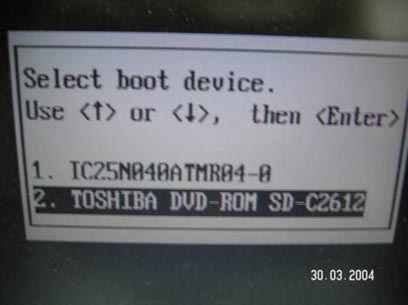 Select boot device.
Use <↑> or <↓>, then <Enter>
1. IC25N040ATMR04-0
2. TOSHIBA DVD-ROM SD-C2612
30.03.2004